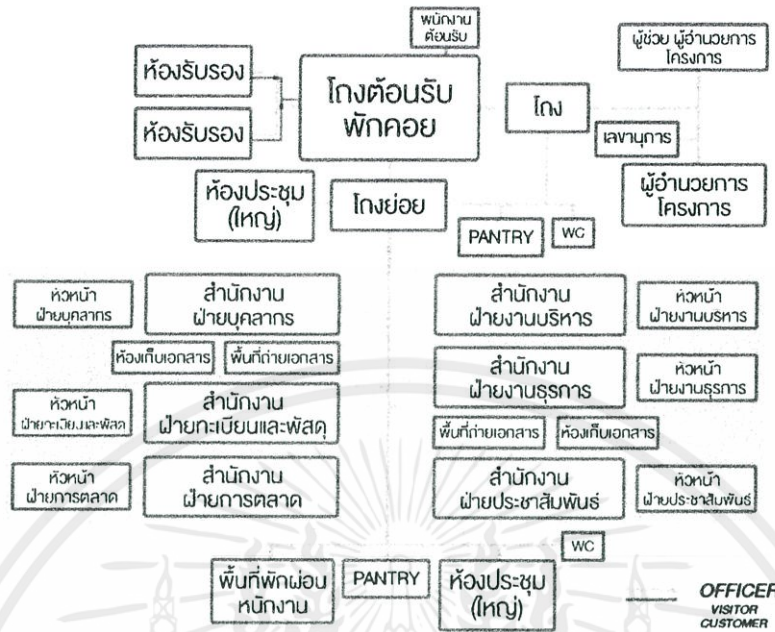 พนักงาน
ต้อนรับ
ห้องรับรอง
โถงต้อนรับ
พักคอย
โถง
ผู้ช่วย ผู้อำนวยการ
โครงการ
ห้องรับรอง
เลขานุการ
ห้องประชุม
(ใหญ่)
โถงย่อย
ผู้อำนวยการ
โครงการ
PANTRY
WC
หัวหน้า
ฝ่ายบุคลากร
สำนักงาน
ฝ่ายบุคลากร
สำนักงาน
ฝ่ายงานบริหาร
หัวหน้า
ฝ่ายงานบริหาร
ห้องเก็บเอกสาร
พื้นที่ถ่ายเอกสาร
สำนักงาน
ฝ่ายงานธุรการ
หัวหน้า
ฝ่ายงานธุรการ
หัวหน้า
ฝ่ายทะเบียนและพัสดุ
สำนักงาน
ฝ่ายทะเบียนและพัสดุ
พื้นที่ถ่ายเอกสาร
ห้องเก็บเอกสาร
หัวหน้า
ฝ่ายการตลาด
สำนักงาน
ฝ่ายการตลาด
สำนักงาน
ฝ่ายประชาสัมพันธ์
หัวหน้า
ฝ่ายประชาสัมพันธ์
WC
พื้นที่พักผ่อน
หนักงาน
PANTRY
ห้องประชุม
(ใหญ่)
OFFICER
VISITOR
CUSTOMER